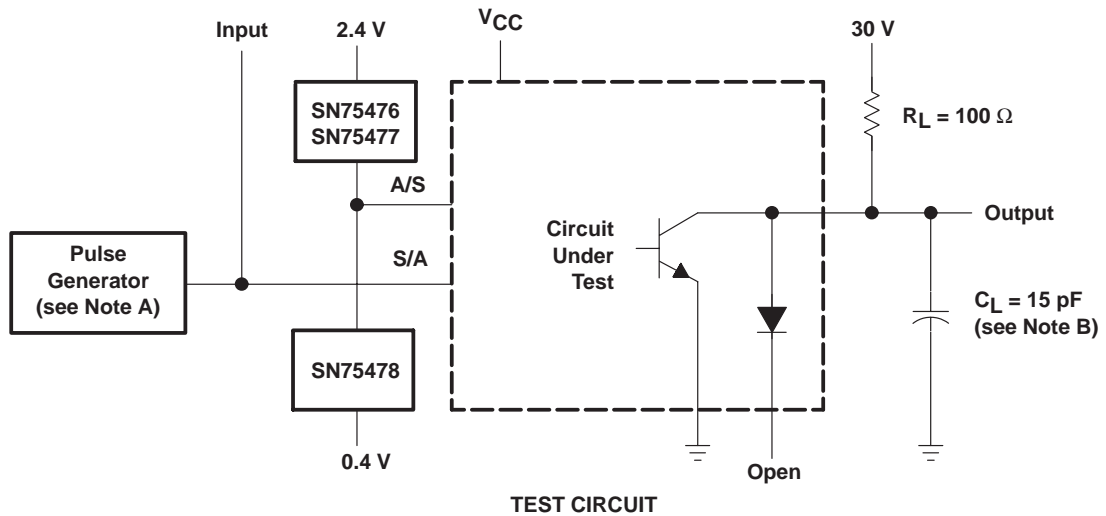 Input
2.4 V
VCC
30 V
SN75476
SN75477
RL = 100 Ω
A/S
Output
Circuit
Under
Test
Pulse
Generator
(see Note A)
S/A
CL = 15 pF
(see Note B)
SN75478
0.4 V
Open
TEST CIRCUIT